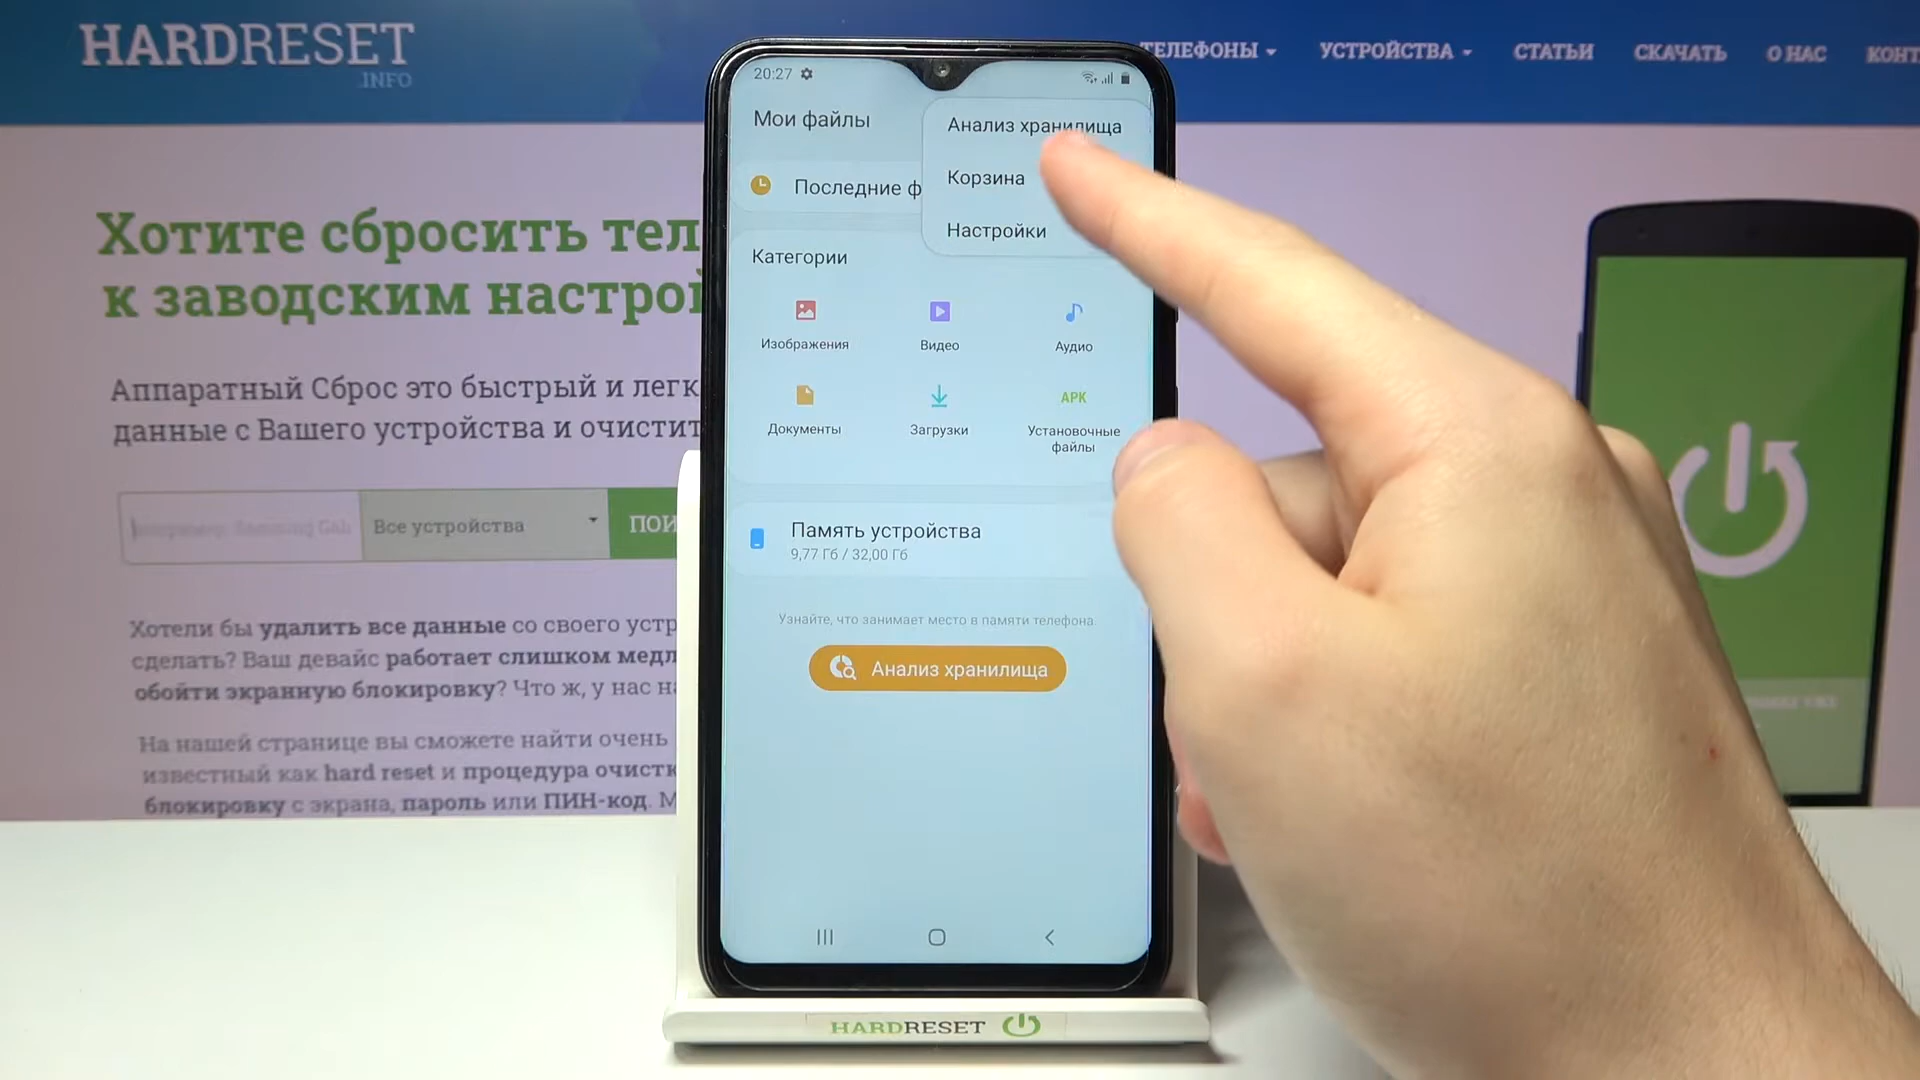 HARDRESET
.INFO
ТЕЛЕФОНЫ
УСТРОЙСТВА
СТАТЬИ
СКАЧАТЬ
О НАС
КОНТ
Хотите сбросить тел
к заводским настрой
Аппаратный Сброс это быстрый и легк
данные с Вашего устройства и очистит
Все устройства
ПОИ
Хотели бы удалить все данные со своего устр
сделать? Ваш девайс работает слишком медл
обойти экранную блокировку? Что ж, у нас на
На нашей странице вы сможете найти очень
известный как hard reset и процедура очистк
блокировку с экрана, пароль или ПИН-код. М
20:27
Мои файлы
Анализ хранилища
Корзина
Настройки
Последние ф
Категории
Изображения
Видео
Аудио
Документы
Загрузки
APK
Установочные
файлы
Память устройства
9,77 Гб / 32,00 Гб
Узнайте, что занимает место в памяти телефона.
Анализ хранилища
HARDRESET